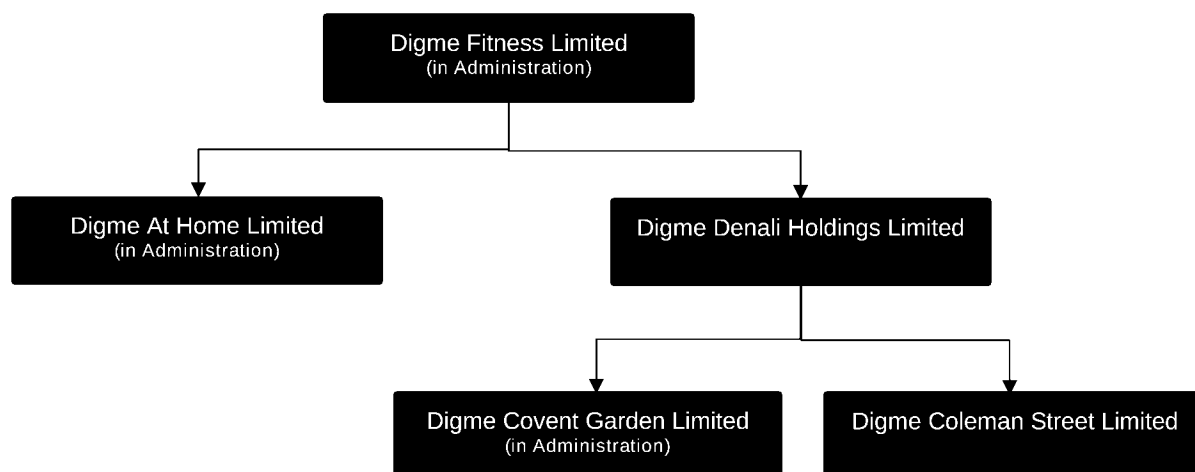 Digme Fitness Limited
(in Administration)
Digme At Home Limited
(in Administration)
Digme Denali Holdings Limited
Digme Covent Garden Limited
(in Administration)
Digme Coleman Street Limited